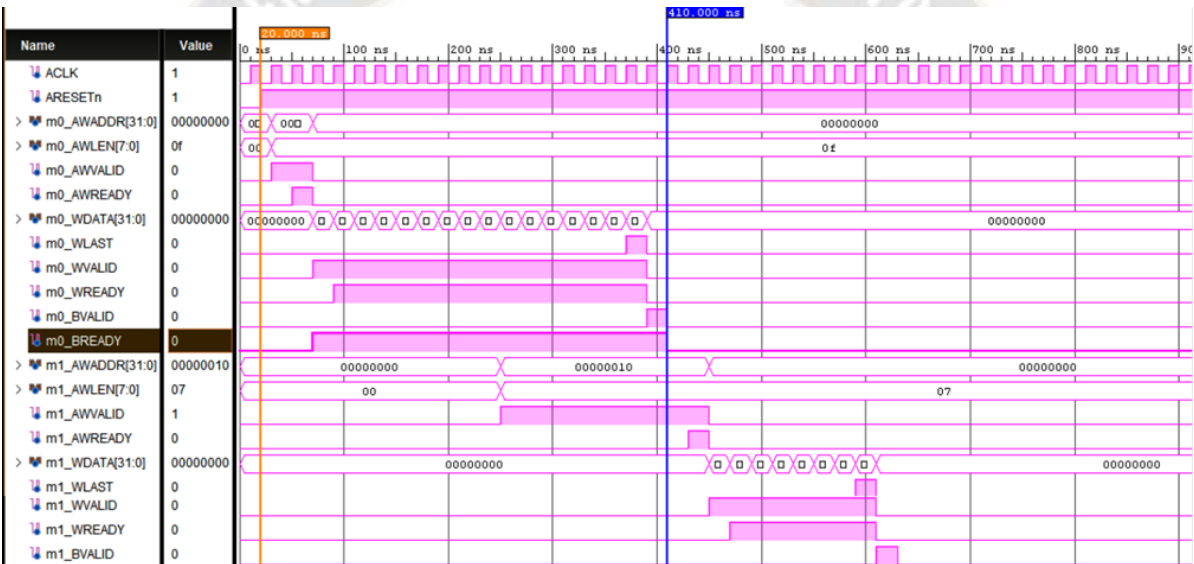 410.000 ns
20.000 ns
Name Value
0 ns 100 ns 200 ns 300 ns 400 ns 500 ns 600 ns 700 ns 800 ns
ACLK 1
ARESETn 1
m0_AWADDR[31:0] 00000000 00000000
m0_AWLEN[7:0] 0f 00 0f
m0_AWVALID 0
m0_AWREADY 0
m0_WDATA[31:0] 00000000 00000000 00000000
m0_WLAST 0
m0_WVALID 0
m0_WREADY 0
m0_BVALID 0
m0_BREADY 0
m1_AWADDR[31:0] 00000010 00000000 00000010 00000000
m1_AWLEN[7:0] 07 00 07
m1_AWVALID 1
m1_AWREADY 0
m1_WDATA[31:0] 00000000 00000000 00000000
m1_WLAST 0
m1_WVALID 0
m1_WREADY 0
m1_BVALID 0